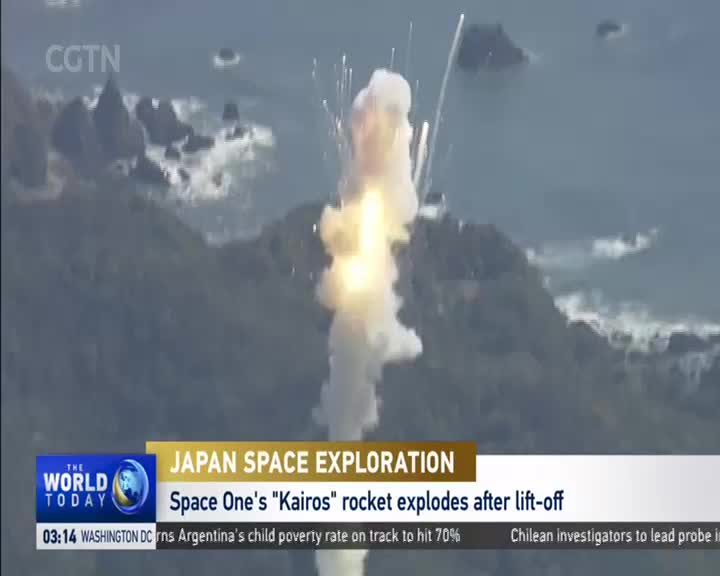 CGTN
JAPAN SPACE EXPLORATION
THE WORLD TODAY
Space One's "Kairos" rocket explodes after lift-off
03:14 WASHINGTON DC
Argentina's child poverty rate on track to hit 70% Chilean investigators to lead probe